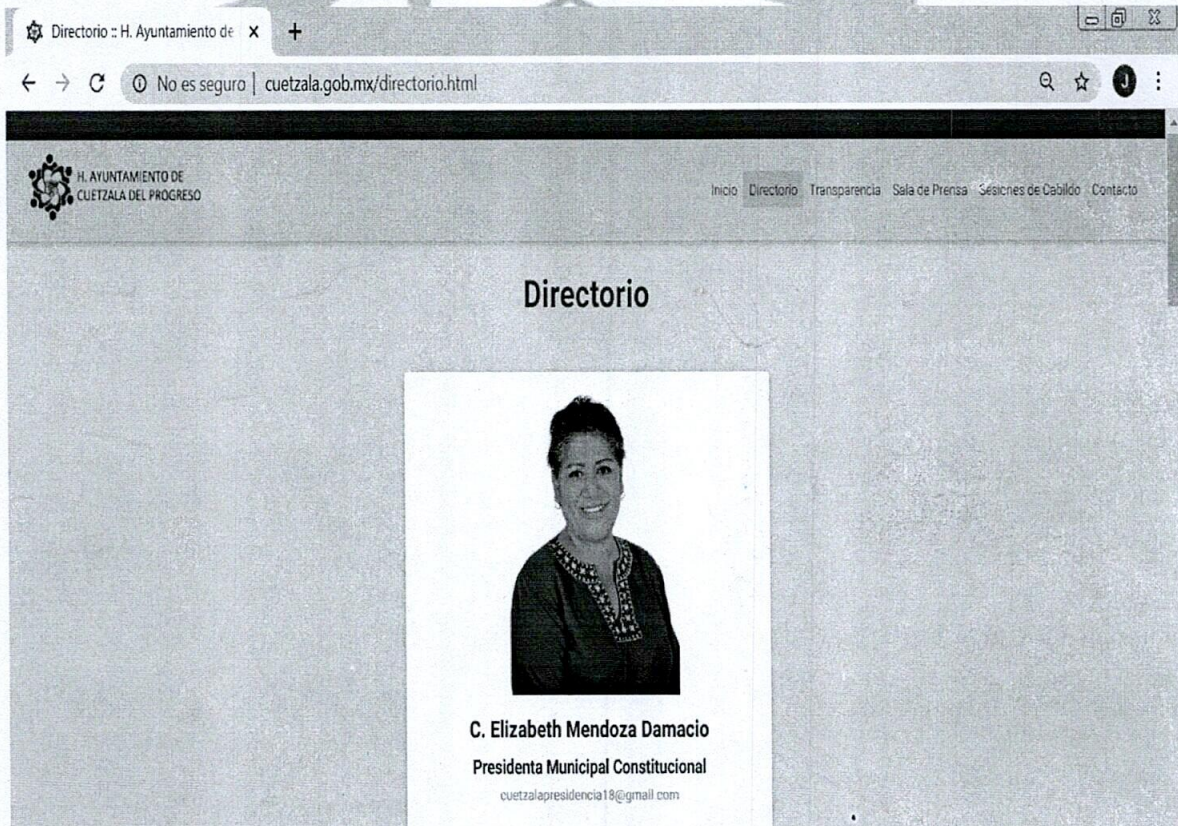 Directorio :: H. Ayuntamiento de
No es seguro | cuetzala.gob.mx/directorio.html
J
H. AYUNTAMIENTO DE
CUETZALA DEL PROGRESO
Inicio Directorio Transparencia Sala de Prensa Sesiones de Cabildo Contacto
Directorio
C. Elizabeth Mendoza Damacio
Presidenta Municipal Constitucional
cuetzalapresidencia18@gmail.com